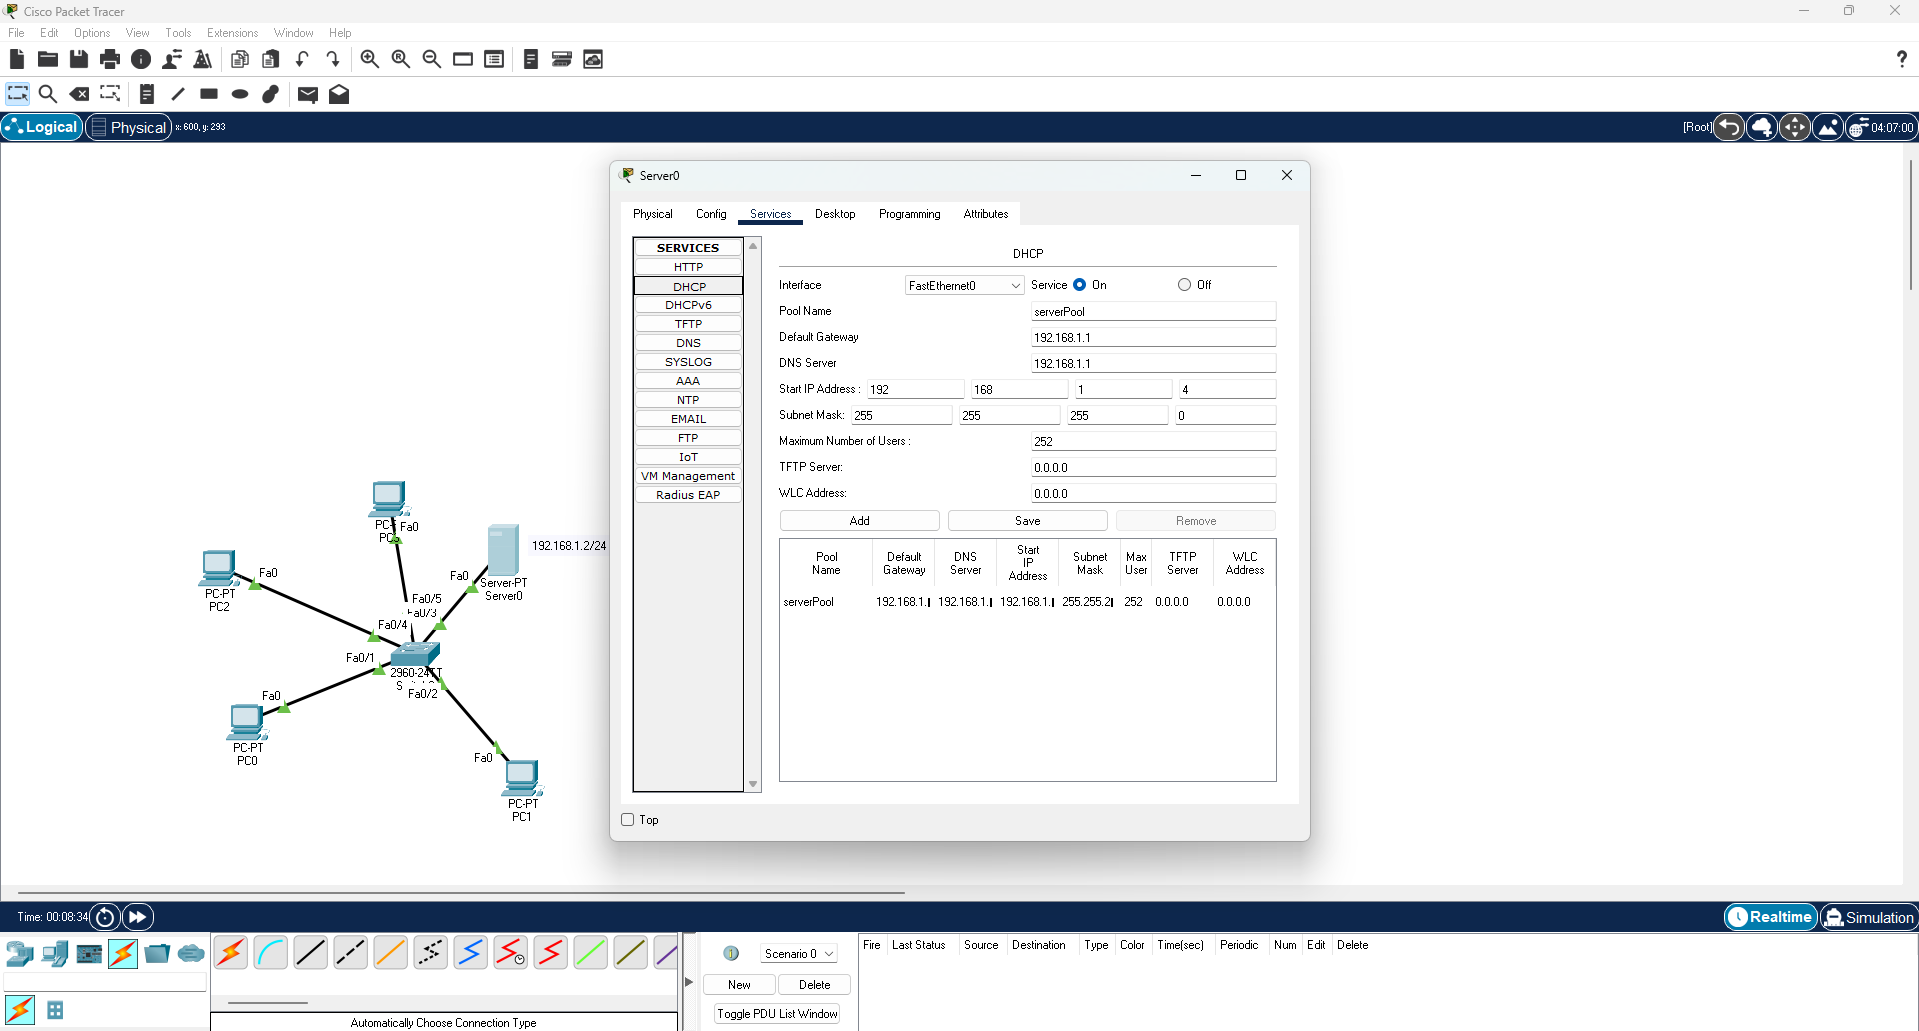 Cisco Packet Tracer
File Edit Options View Tools Extensions Window Help
?
Logical Physical x: 600, y: 293 [Root] 04:07:00
Server0
Physical Config Services Desktop Programming Attributes
SERVICES
HTTP
DHCP
DHCPv6
TFTP
DNS
SYSLOG
AAA
NTP
EMAIL
FTP
IoT
VM Management
Radius EAP
DHCP
Interface FastEthernet0 Service On Off
Pool Name serverPool
Default Gateway 192.168.1.1
DNS Server 192.168.1.1
Start IP Address : 192 168 1 4
Subnet Mask: 255 255 255 0
Maximum Number of Users : 252
TFTP Server: 0.0.0.0
WLC Address: 0.0.0.0
Add Save Remove
Pool Name Default Gateway DNS Server Start IP Address Subnet Mask Max User TFTP Server WLC Address
serverPool 192.168.1. 192.168.1. 192.168.1. 255.255.2 252 0.0.0.0 0.0.0.0
Top
Fa0
192.168.1.2/24
Fa0
PC-PT
PC2
Fa0
Server-PT
Server0
Fa0/5
Fa0/3
Fa0/4
Fa0/1
2960-24TT
Fa0/2
Fa0
PC-PT
PC0
Fa0
PC-PT
PC1
Time: 00:08:34 Realtime Simulation
Scenario 0
New Delete
Toggle PDU List Window
Fire Last Status Source Destination Type Color Time(sec) Periodic Num Edit Delete
Automatically Choose Connection Type